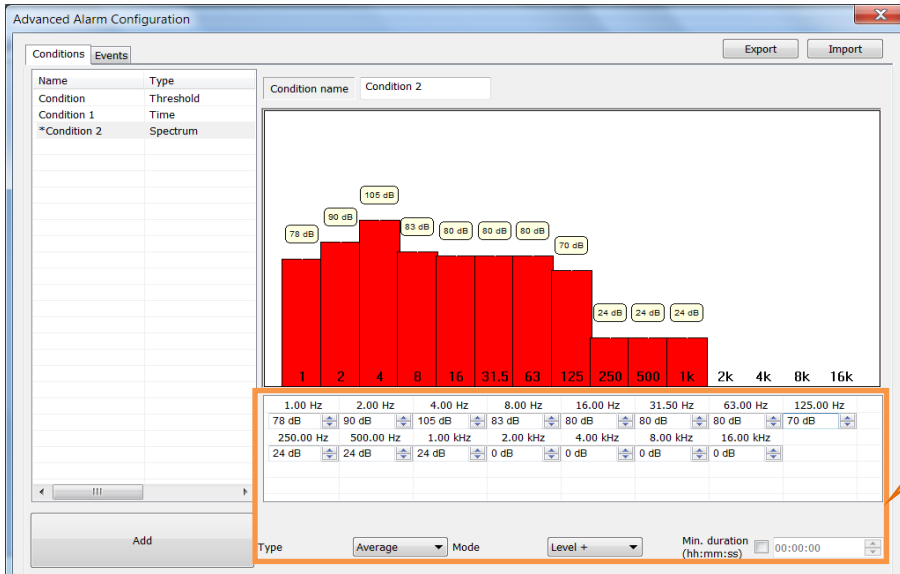 Advanced Alarm Configuration
X
Conditions Events
Export Import
Name Type
Condition Threshold
Condition 1 Time
*Condition 2 Spectrum
Condition name Condition 2
105 dB
90 dB
78 dB 83 dB 80 dB 80 dB 80 dB
70 dB
24 dB 24 dB 24 dB
1 2 4 8 16 31.5 63 125 250 500 1k 2k 4k 8k 16k
1.00 Hz 2.00 Hz 4.00 Hz 8.00 Hz 16.00 Hz 31.50 Hz 63.00 Hz 125.00 Hz
78 dB 90 dB 105 dB 83 dB 80 dB 80 dB 80 dB 70 dB
250.00 Hz 500.00 Hz 1.00 kHz 2.00 kHz 4.00 kHz 8.00 kHz 16.00 kHz
24 dB 24 dB 24 dB 0 dB 0 dB 0 dB 0 dB
Add
Type Average Mode Level + Min. duration (hh:mm:ss) 00:00:00